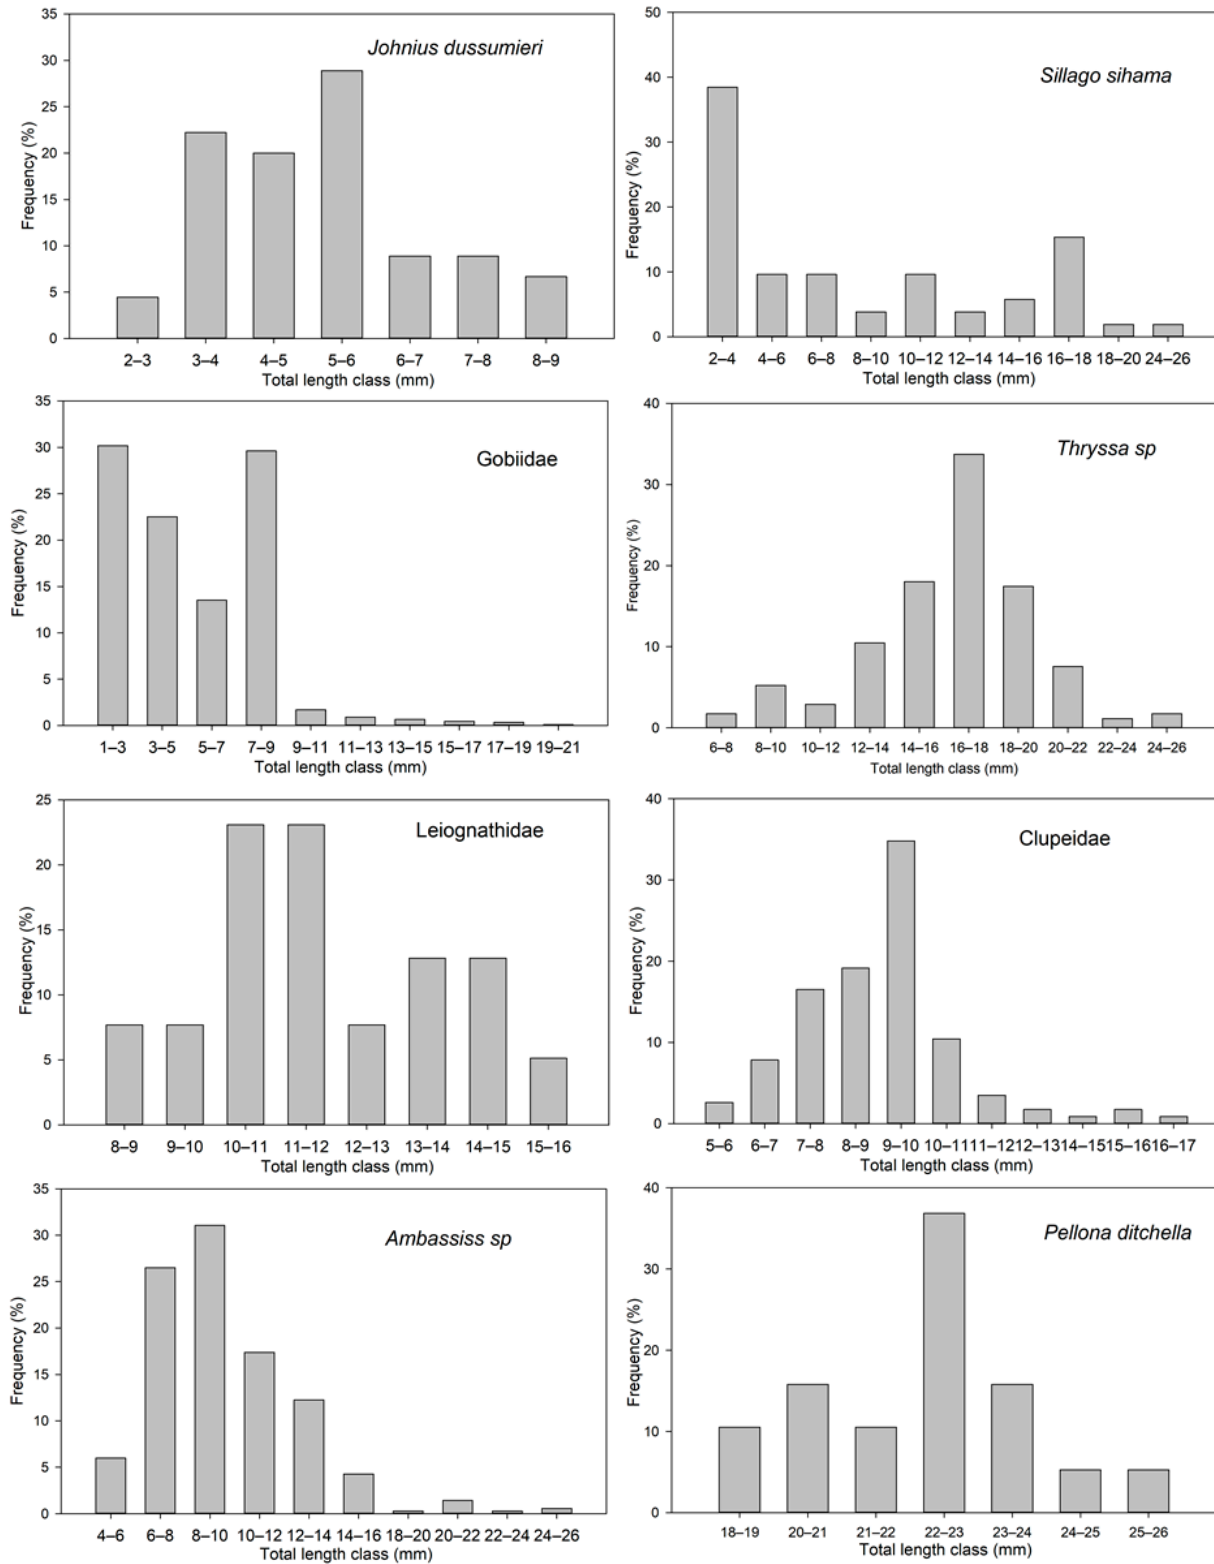 Johnius dussumieri
Frequency (%)
35
30
25
20
15
10
5
0
2–3 3–4 4–5 5–6 6–7 7–8 8–9
Total length class (mm)
Sillago sihama
Frequency (%)
50
40
30
20
10
0
2–4 4–6 6–8 8–10 10–12 12–14 14–16 16–18 18–20 24–26
Total length class (mm)
Gobiidae
Frequency (%)
35
30
25
20
15
10
5
0
1–3 3–5 5–7 7–9 9–11 11–13 13–15 15–17 17–19 19–21
Total length class (mm)
Thryssa sp
Frequency (%)
40
30
20
10
0
6–8 8–10 10–12 12–14 14–16 16–18 18–20 20–22 22–24 24–26
Total length class (mm)
Leiognathidae
Frequency (%)
25
20
15
10
5
0
8–9 9–10 10–11 11–12 12–13 13–14 14–15 15–16
Total length class (mm)
Clupeidae
Frequency (%)
40
30
20
10
0
5–6 6–7 7–8 8–9 9–10 10–11 11–12 12–13 14–15 15–16 16–17
Total length class (mm)
Ambassiss sp
Frequency (%)
35
30
25
20
15
10
5
0
4–6 6–8 8–10 10–12 12–14 14–16 18–20 20–22 22–24 24–26
Total length class (mm)
Pellona ditchella
Frequency (%)
40
30
20
10
0
18–19 20–21 21–22 22–23 23–24 24–25 25–26
Total length class (mm)